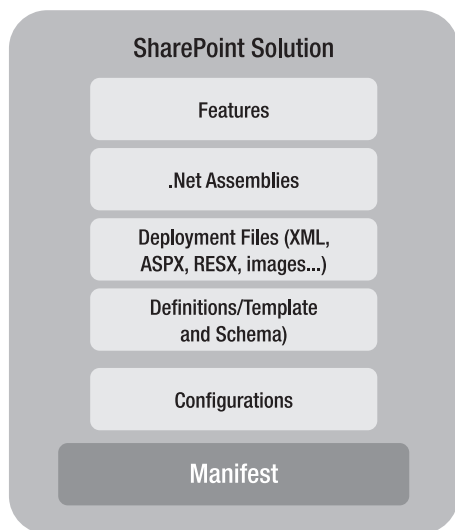 SharePoint Solution
Features
.Net Assemblies
Deployment Files (XML,
ASPX, RESX, images...)
Definitions/Template
and Schema)
Configurations
Manifest